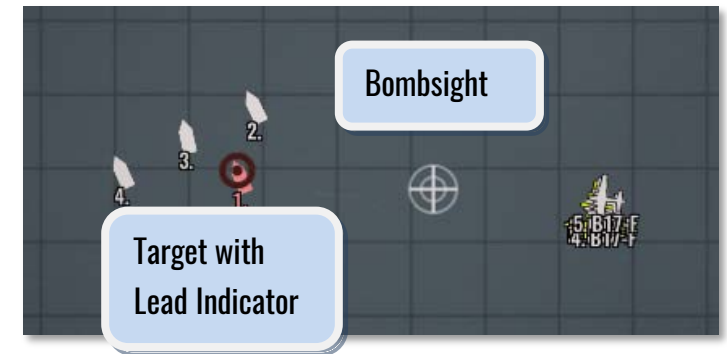 Bombsight
2.
3.
4.
1.
5. B17-F
4. B17-F
Target with
Lead Indicator